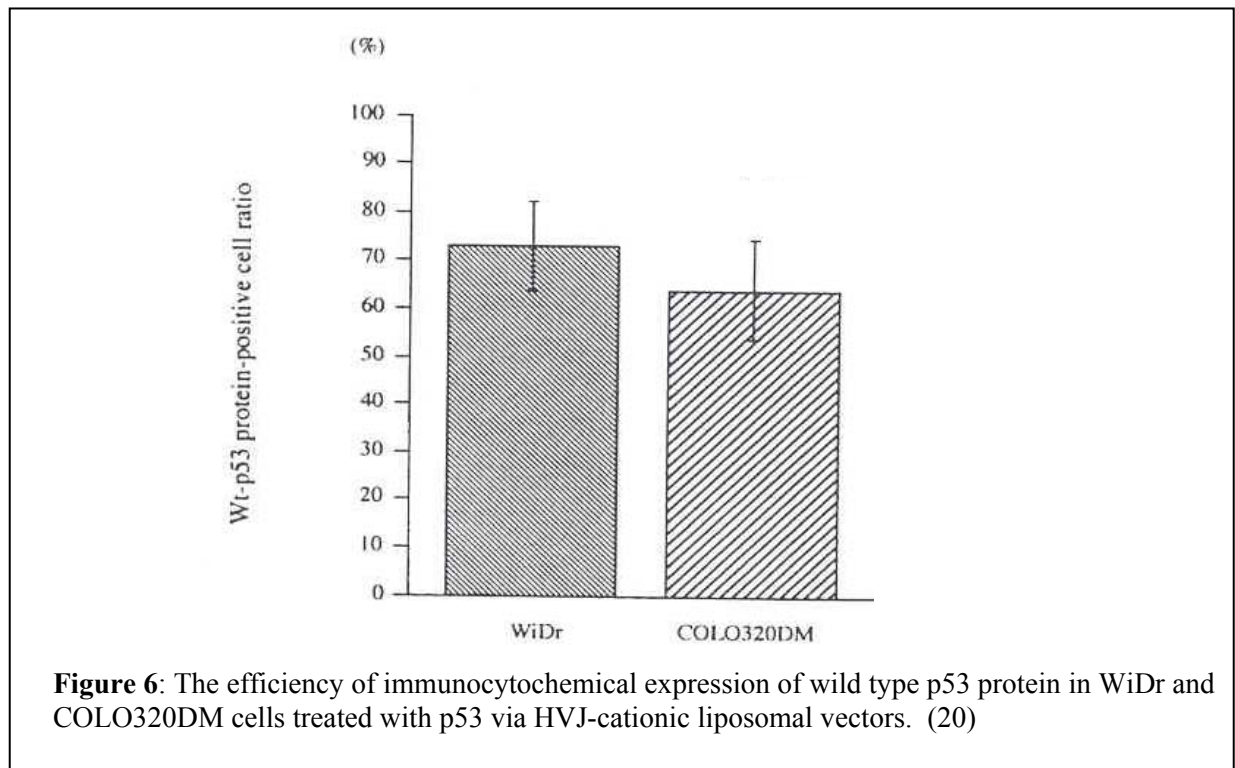 (%)
100
90
80
70
60
50
40
30
20
10
0
Wt-p53 protein-positive cell ratio
WiDr
COLO320DM
Figure 6: The efficiency of immunocytochemical expression of wild type p53 protein in WiDr and
COLO320DM cells treated with p53 via HVJ-cationic liposomal vectors. (20)